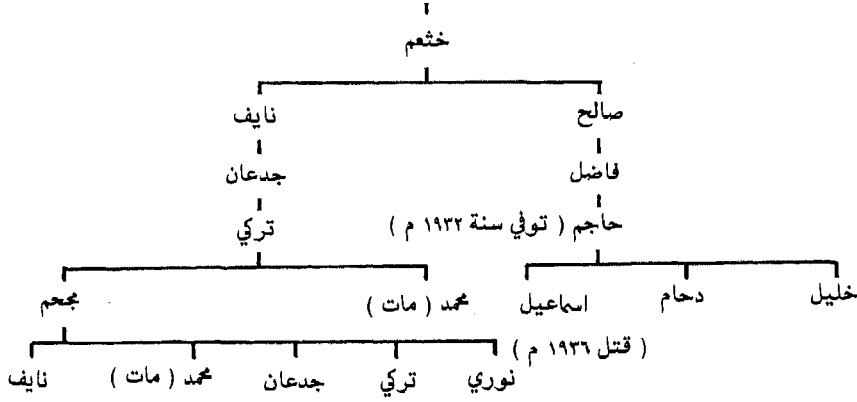 خثعم
صالح نايف
فاضل جدعان
حاجم ( توفي سنة ١٩٣٢ م ) تركي
خليل دحام اسماعيل محمد ( مات ) مجحم
( قتل ١٩٣٦ م )
نوري تركي جدعان محمد ( مات ) نايف